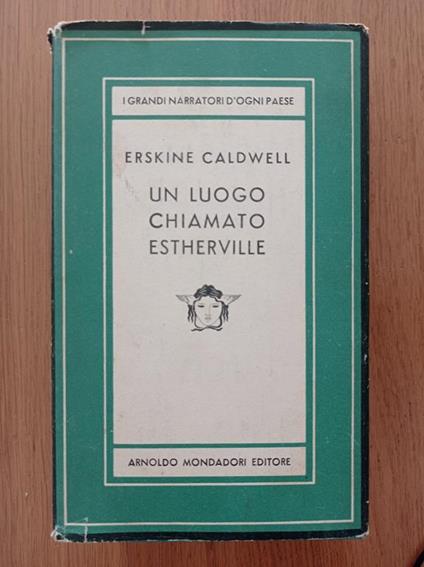 I GRANDI NARRATORI D'OGNI PAESE
ERSKINE CALDWELL
UN LUOGO
CHIAMATO
ESTHERVILLE
ARNOLDO MONDADORI EDITORE